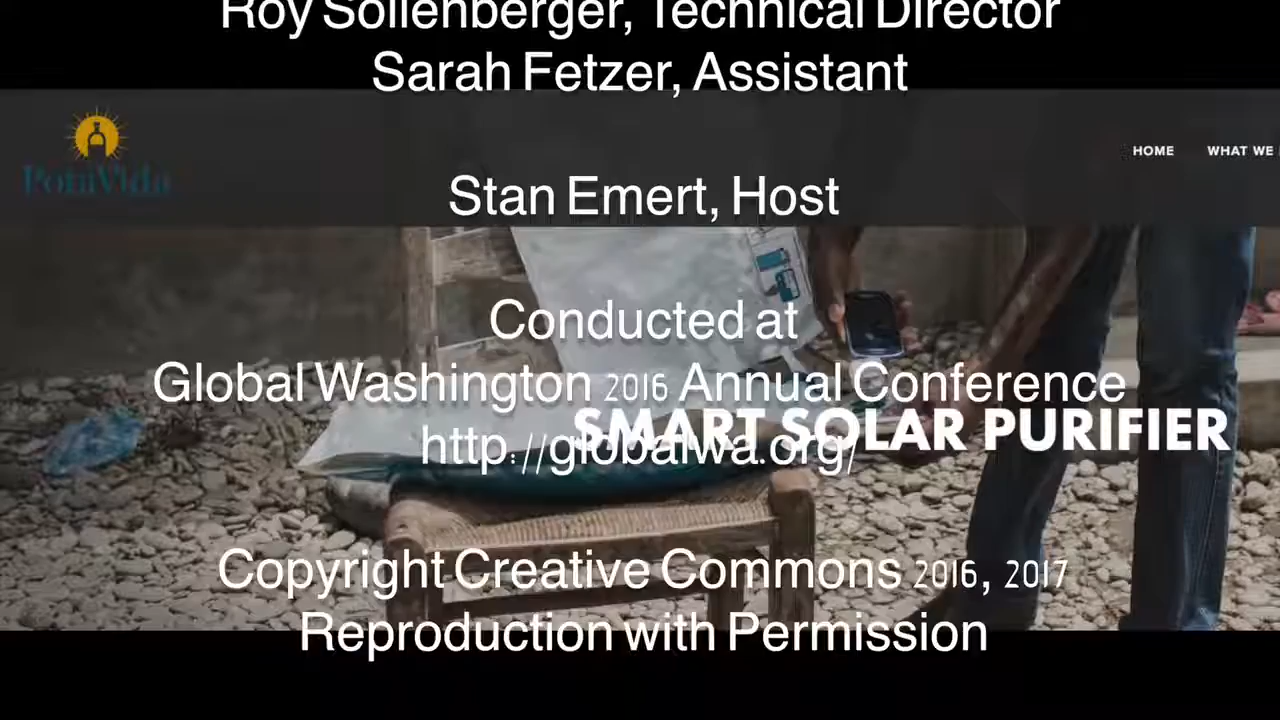 Roy Sollenberger, Technical Director
Sarah Fetzer, Assistant
PotaVida
HOME WHAT WE
Stan Emert, Host
Conducted at
Global Washington 2016 Annual Conference
SMART SOLAR PURIFIER
http://globalwa.org/
Copyright Creative Commons 2016, 2017
Reproduction with Permission